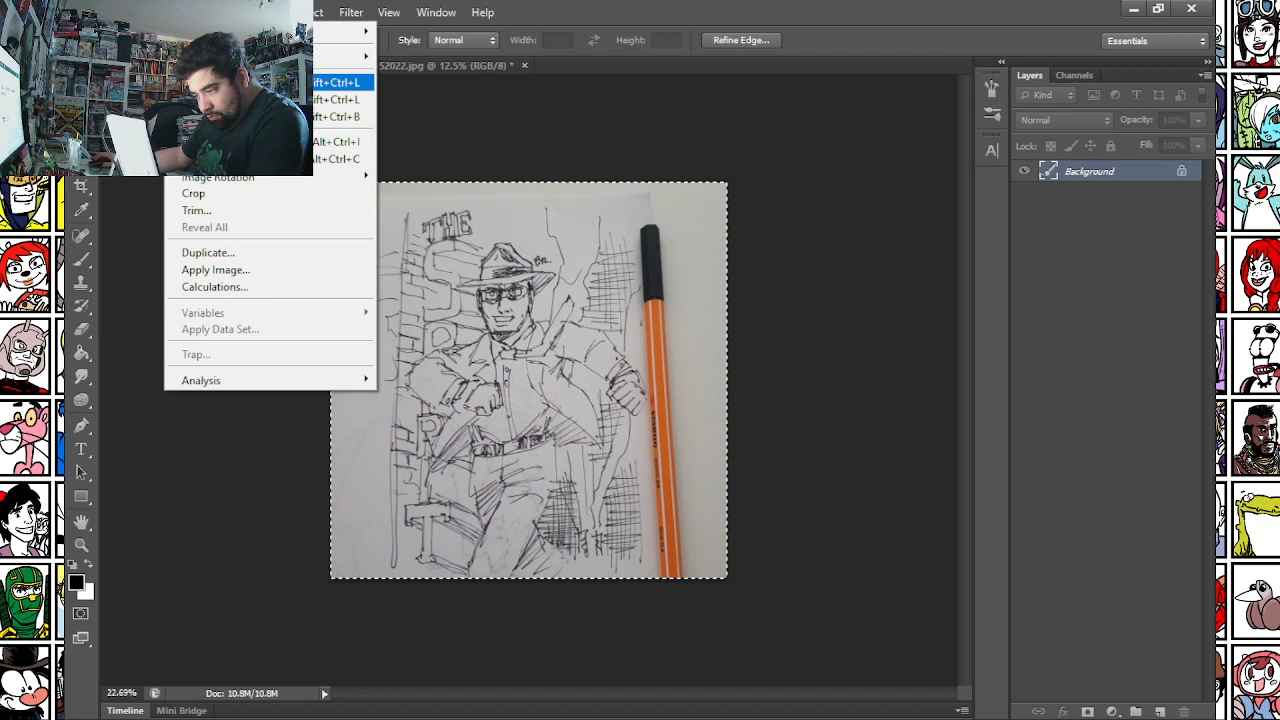 ect Filter View Window Help
Style: Normal Width: Height: Refine Edge... Essentials
52022.jpg @ 12.5% (RGB/8) * ×
ift+Ctrl+L
ift+Ctrl+L
ift+Ctrl+B
Alt+Ctrl+I
Alt+Ctrl+C
Image Rotation
Crop
Trim...
Reveal All
Duplicate...
Apply Image...
Calculations...
Variables
Apply Data Set...
Trap...
Analysis
THE
Layers Channels
Kind
Normal Opacity: 100%
Lock: Fill: 100%
Background
22.69% Doc: 10.8M/10.8M
Timeline Mini Bridge